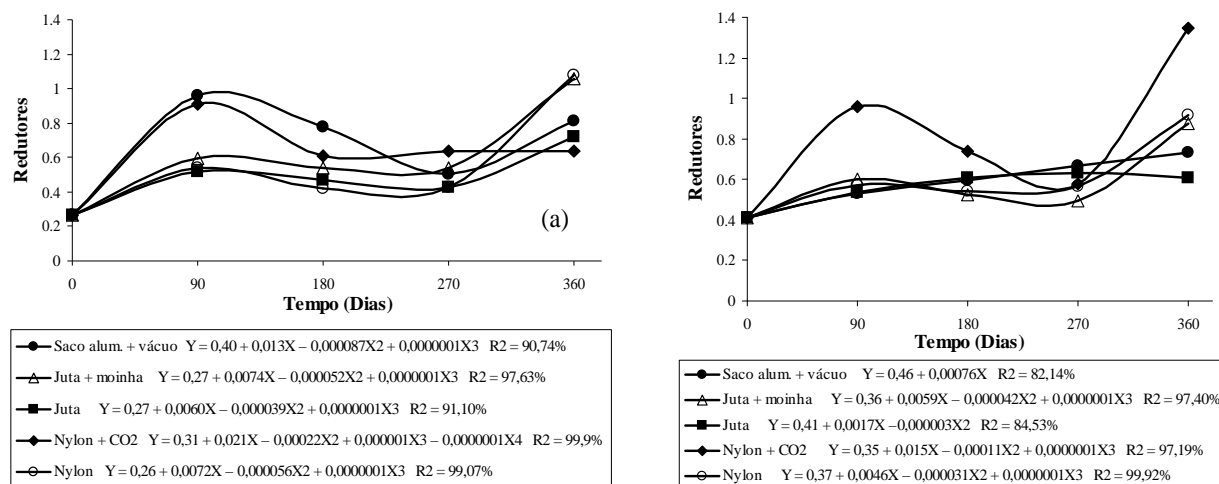 1.4
1.2
1
0.8
0.6
0.4
0.2
0
Redutores
(a)
0 90 180 270 360
Tempo (Dias)
Saco alum. + vácuo Y = 0,40 + 0,013X – 0,000087X2 + 0,0000001X3 R2 = 90,74%
Juta + moinha Y = 0,27 + 0,0074X – 0,000052X2 + 0,0000001X3 R2 = 97,63%
Juta Y = 0,27 + 0,0060X – 0,000039X2 + 0,0000001X3 R2 = 91,10%
Nylon + CO2 Y = 0,31 + 0,021X – 0,00022X2 + 0,000001X3 – 0,0000001X4 R2 = 99,9%
Nylon Y = 0,26 + 0,0072X – 0,000056X2 + 0,0000001X3 R2 = 99,07%
1.4
1.2
1
0.8
0.6
0.4
0.2
0
Redutores
0 90 180 270 360
Tempo (Dias)
Saco alum. + vácuo Y = 0,46 + 0,00076X R2 = 82,14%
Juta + moinha Y = 0,36 + 0,0059X – 0,000042X2 + 0,0000001X3 R2 = 97,40%
Juta Y = 0,41 + 0,0017X –0,000003X2 R2 = 84,53%
Nylon + CO2 Y = 0,35 + 0,015X – 0,00011X2 + 0,0000001X3 R2 = 97,19%
Nylon Y = 0,37 + 0,0046X – 0,000031X2 + 0,0000001X3 R2 = 99,92%